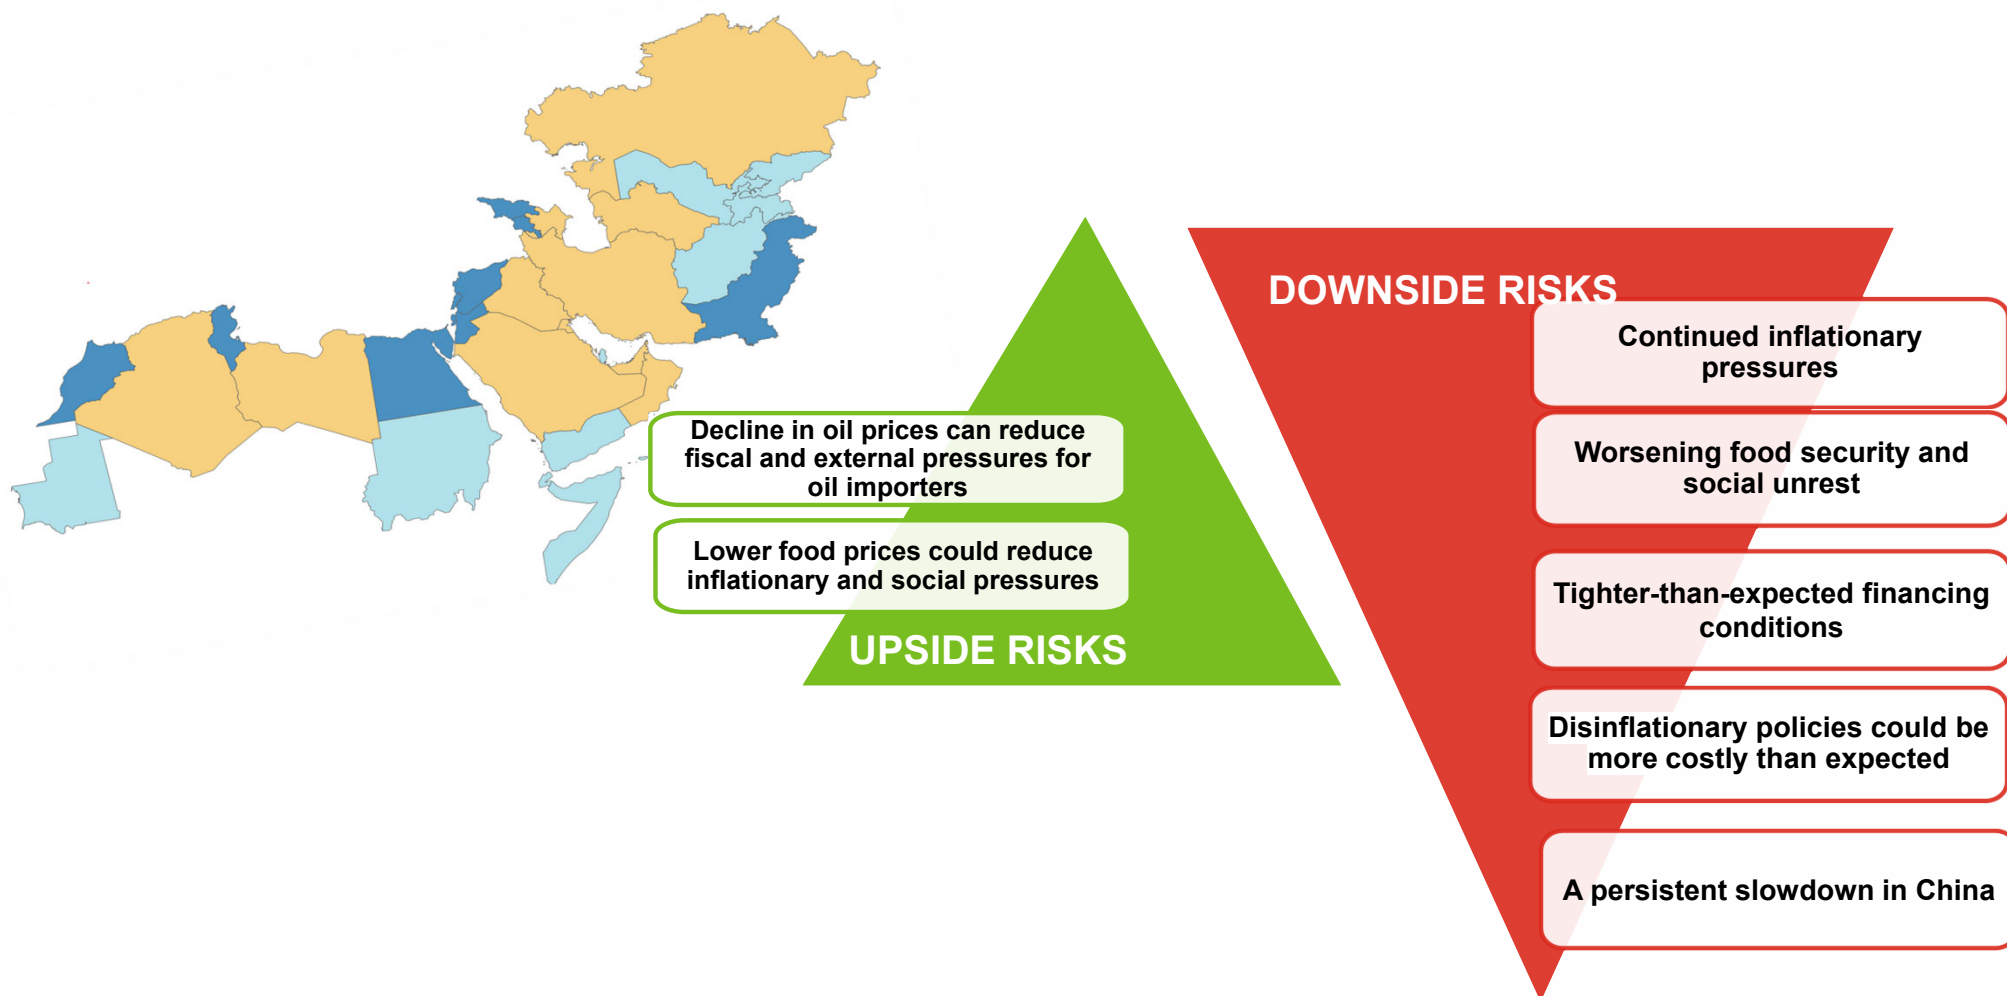 Decline in oil prices can reduce
fiscal and external pressures for
oil importers
Lower food prices could reduce
inflationary and social pressures
UPSIDE RISKS
DOWNSIDE RISKS
Continued inflationary
pressures
Worsening food security and
social unrest
Tighter-than-expected financing
conditions
Disinflationary policies could be
more costly than expected
A persistent slowdown in China